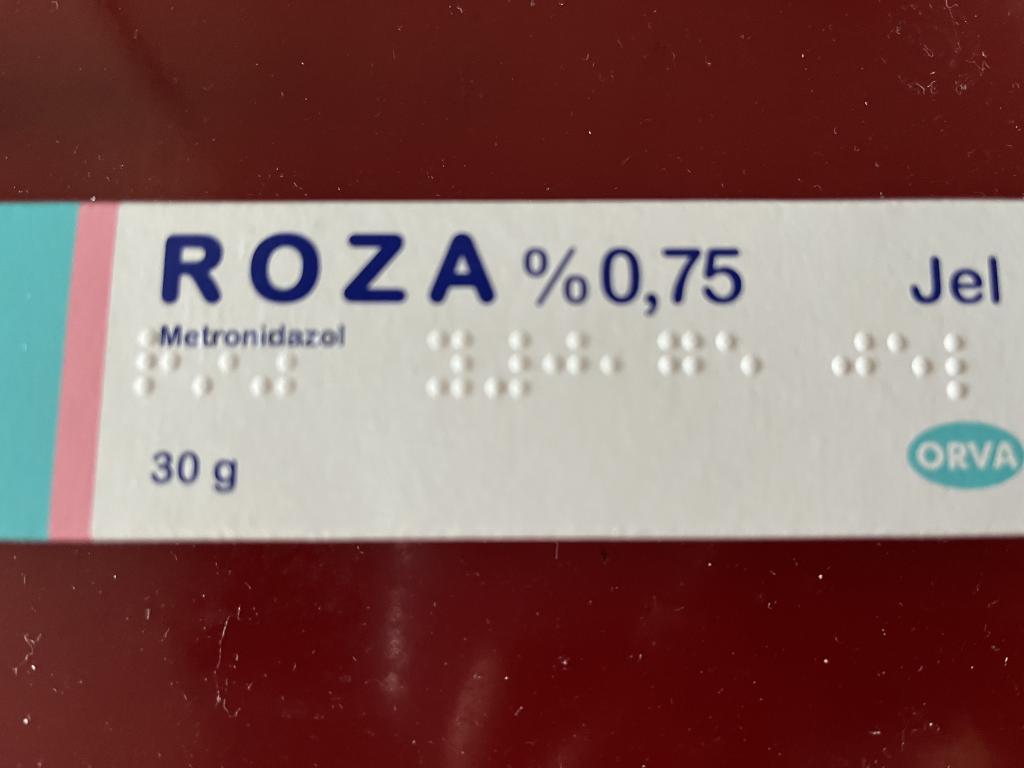 ROZA %0,75 Jel
Metronidazol
30 g
ORVA